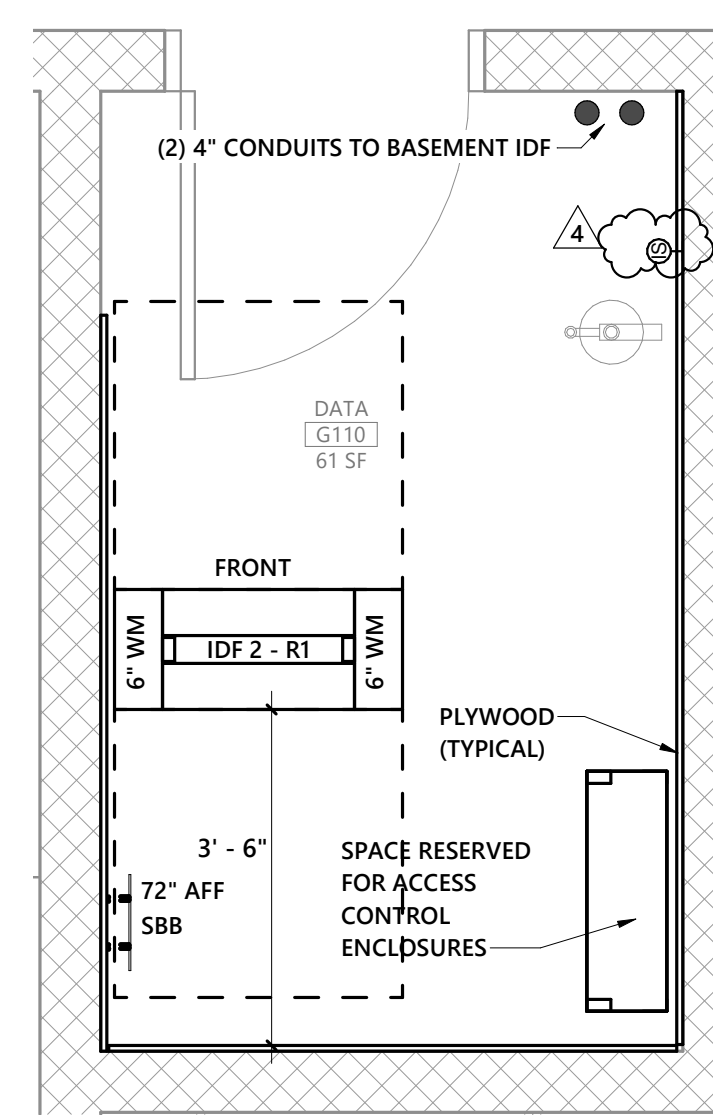 (2) 4" CONDUITS TO BASEMENT IDF
4
IS
DATA
G110
61 SF
FRONT
6" WM
IDF 2 - R1
6" WM
PLYWOOD
(TYPICAL)
3' - 6"
72" AFF
SBB
SPACE RESERVED
FOR ACCESS
CONTROL
ENCLOSURES